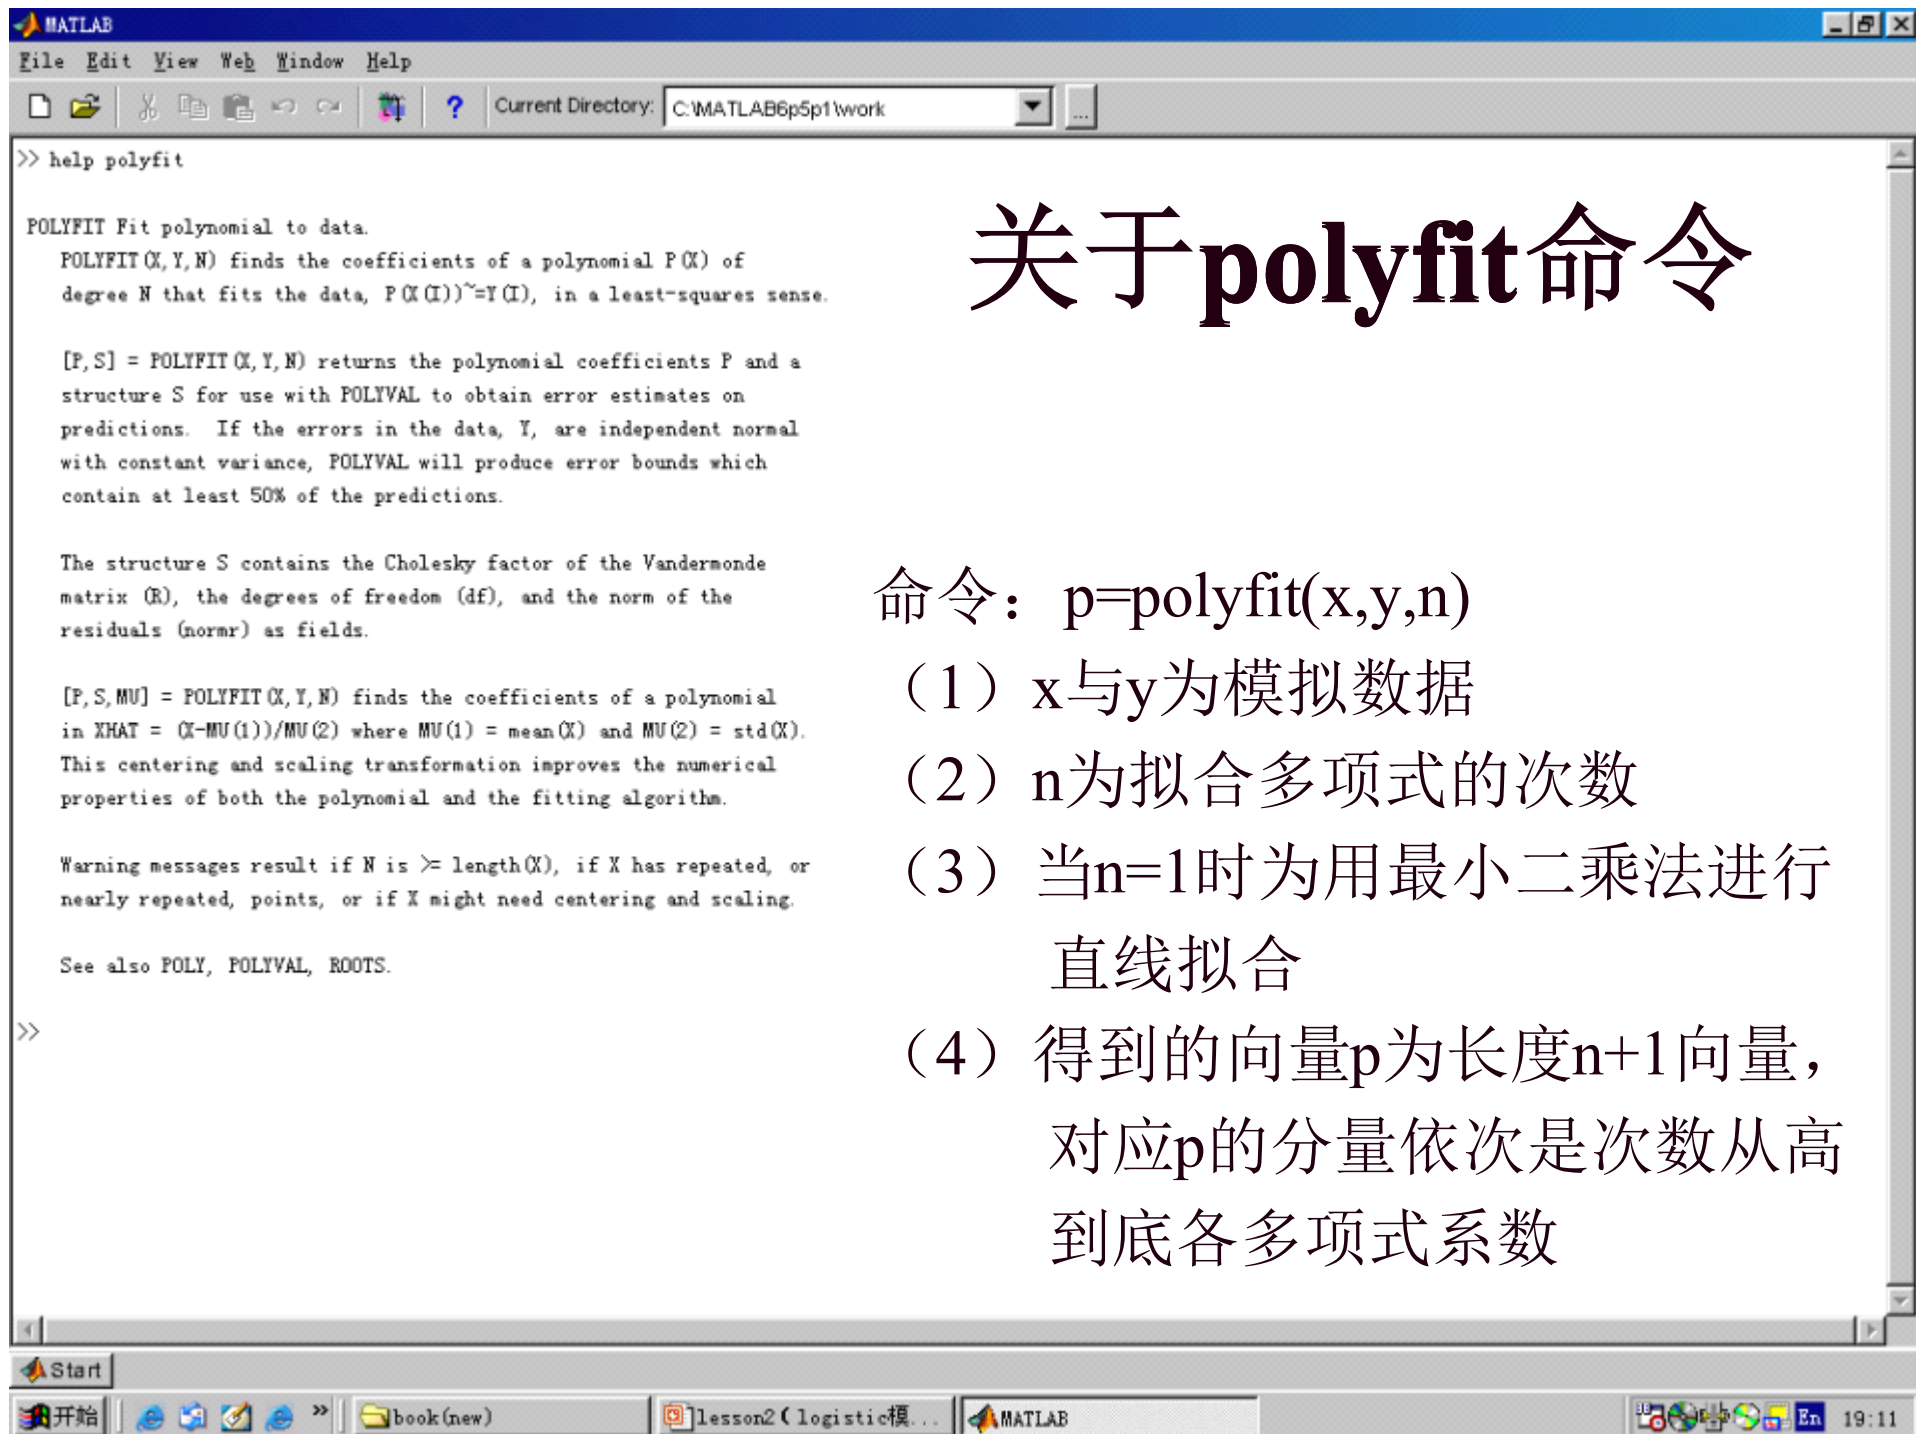 MATLAB
File Edit View Web Window Help
Current Directory: C:\MATLAB6p5p1\work
...
>> help polyfit
POLYFIT Fit polynomial to data.
POLYFIT(X,Y,N) finds the coefficients of a polynomial P(X) of
degree N that fits the data, P(X(I))~=Y(I), in a least-squares sense.
[P,S] = POLYFIT(X,Y,N) returns the polynomial coefficients P and a
structure S for use with POLYVAL to obtain error estimates on
predictions.  If the errors in the data, Y, are independent normal
with constant variance, POLYVAL will produce error bounds which
contain at least 50% of the predictions.
The structure S contains the Cholesky factor of the Vandermonde
matrix (R), the degrees of freedom (df), and the norm of the
residuals (normr) as fields.
[P,S,MU] = POLYFIT(X,Y,N) finds the coefficients of a polynomial
in XHAT = (X-MU(1))/MU(2) where MU(1) = mean(X) and MU(2) = std(X).
This centering and scaling transformation improves the numerical
properties of both the polynomial and the fitting algorithm.
Warning messages result if N is >= length(X), if X has repeated, or
nearly repeated, points, or if X might need centering and scaling.
See also POLY, POLYVAL, ROOTS.
>>
关于polyfit命令
命令：p=polyfit(x,y,n)
（1）x与y为模拟数据
（2）n为拟合多项式的次数
（3）当n=1时为用最小二乘法进行
直线拟合
（4）得到的向量p为长度n+1向量，
对应p的分量依次是次数从高
到底各多项式系数
Start
开始 » book(new) lesson2(logistic模... MATLAB En 19:11